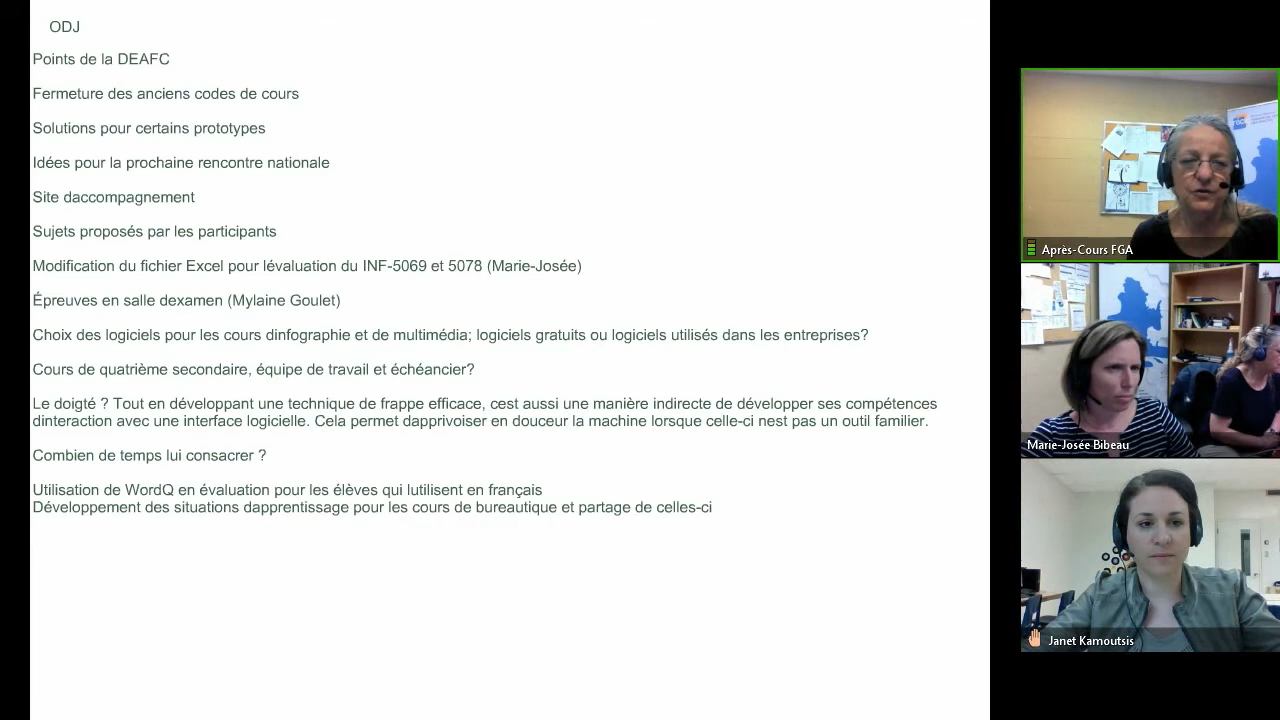 ODJ
Points de la DEAFC
Fermeture des anciens codes de cours
Solutions pour certains prototypes
Idées pour la prochaine rencontre nationale
Site daccompagnement
Sujets proposés par les participants
Modification du fichier Excel pour lévaluation du INF-5069 et 5078 (Marie-Josée)
Épreuves en salle dexamen (Mylaine Goulet)
Choix des logiciels pour les cours dinfographie et de multimédia; logiciels gratuits ou logiciels utilisés dans les entreprises?
Cours de quatrième secondaire, équipe de travail et échéancier?
Le doigté ? Tout en développant une technique de frappe efficace, cest aussi une manière indirecte de développer ses compétences
dinteraction avec une interface logicielle. Cela permet dapprivoiser en douceur la machine lorsque celle-ci nest pas un outil familier.
Combien de temps lui consacrer ?
Utilisation de WordQ en évaluation pour les élèves qui lutilisent en français
Développement des situations dapprentissage pour les cours de bureautique et partage de celles-ci
Après-Cours FGA
Marie-Josée Bibeau
Janet Kamoutsis